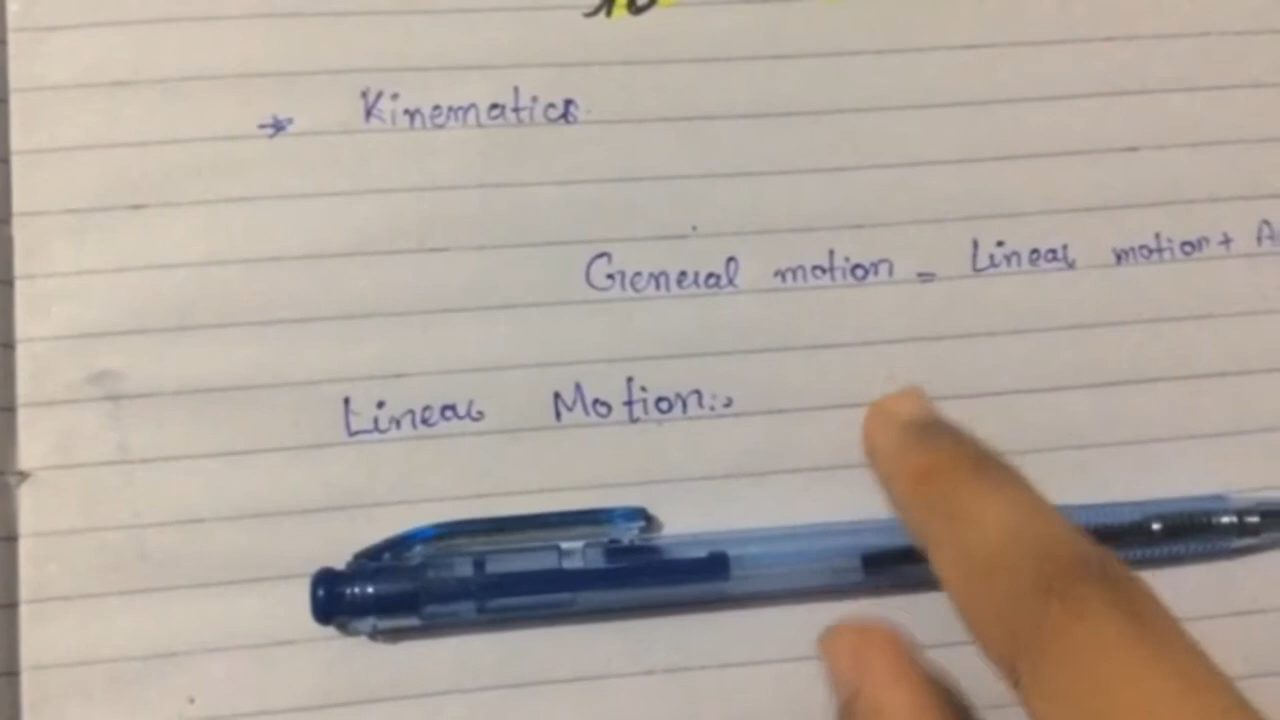 → Kinematics
General motion = Linear motion + A
Linear Motion:-